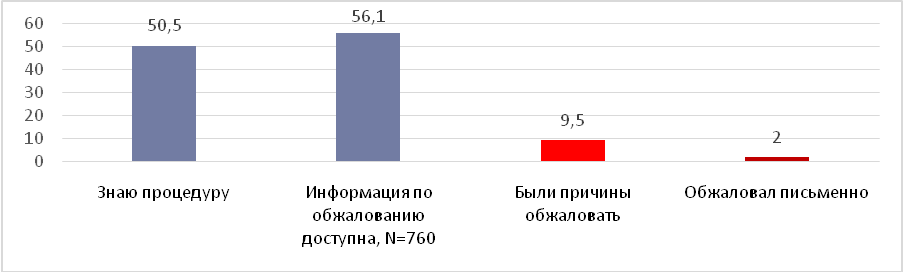 60
50
40
30
20
10
0
50,5
56,1
9,5
2
Знаю процедуру
Информация по
обжалованию
доступна, N=760
Были причины
обжаловать
Обжаловал письменно